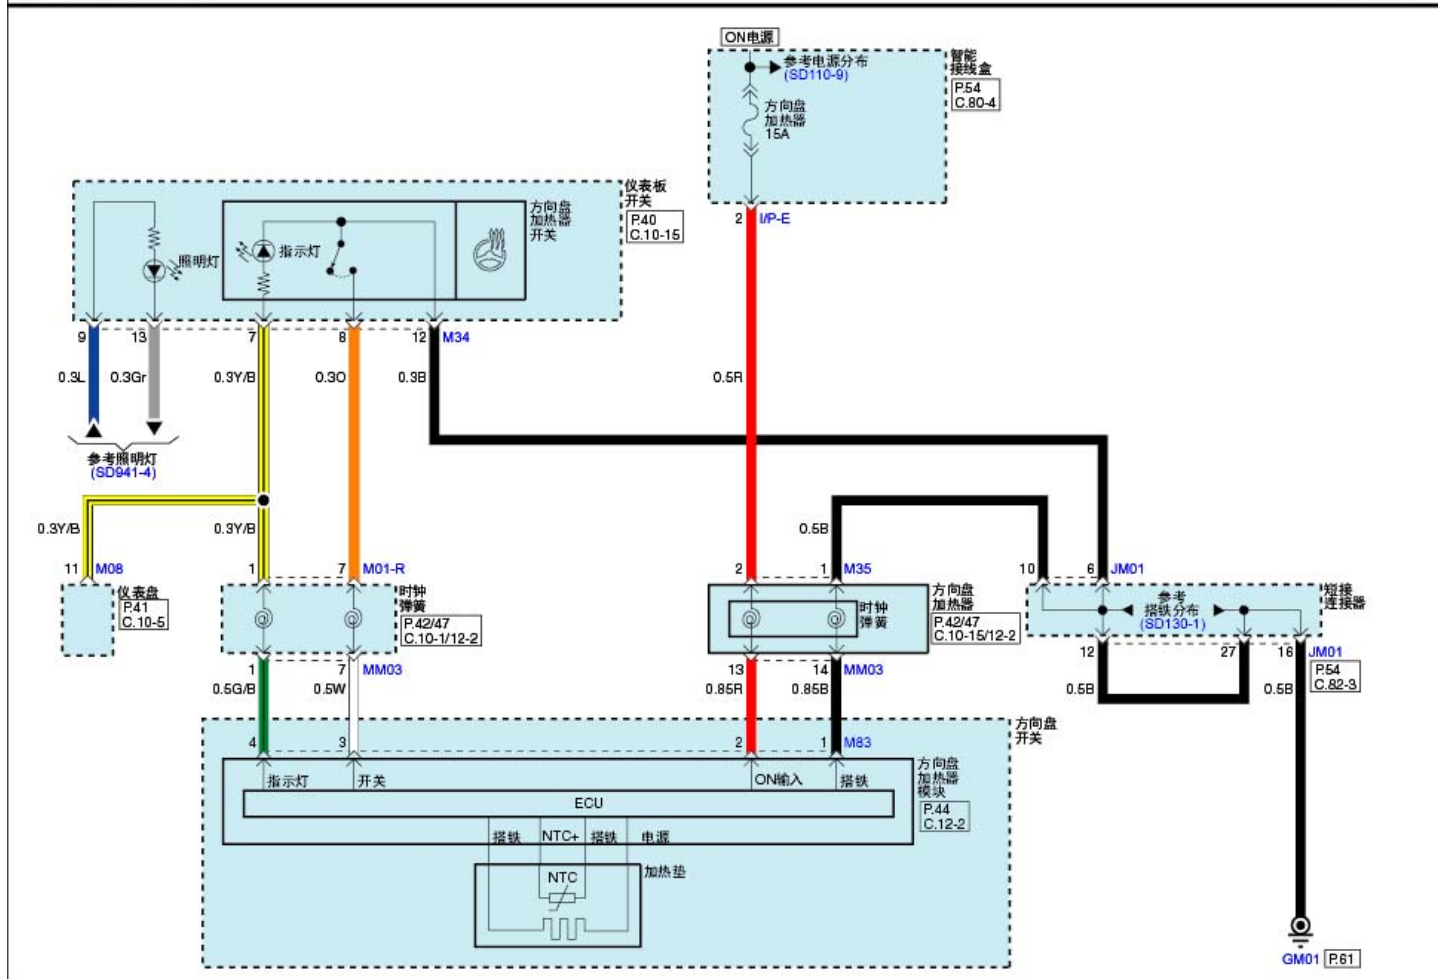 ON电源
参考电源分布
(SD110-9)
智能
接线盒
P.54
C.80-4
方向盘
加热器
15A
2 I/P-E
仪表板
开关
P.40
C.10-15
方向盘
加热器
开关
指示灯
照明灯
9 13 7 8 12 M34
0.3L 0.3Gr 0.3Y/B 0.3O 0.3B 0.5R
参考照明灯
(SD941-4)
0.3Y/B 0.3Y/B 0.5B
11 M08
仪表盘
P.41
C.10-5
1 7 M01-R
时钟
弹簧
P.42/47
C.10-1/12-2
2 1 M35
时钟
弹簧
方向盘
加热器
P.42/47
C.10-15/12-2
10 6 JM01
参考
搭铁分布
(SD130-1)
短接
连接器
1 7 MM03
13 14 MM03
12 27 16 JM01
P.54
C.82-3
0.5G/B 0.5W 0.85R 0.85B 0.5B 0.5B
方向盘
开关
4 3 2 1 M83
指示灯 开关 ON输入 搭铁
方向盘
加热器
模块
P.44
C.12-2
ECU
搭铁 NTC+ 搭铁 电源
加热垫
NTC
GM01 P.61